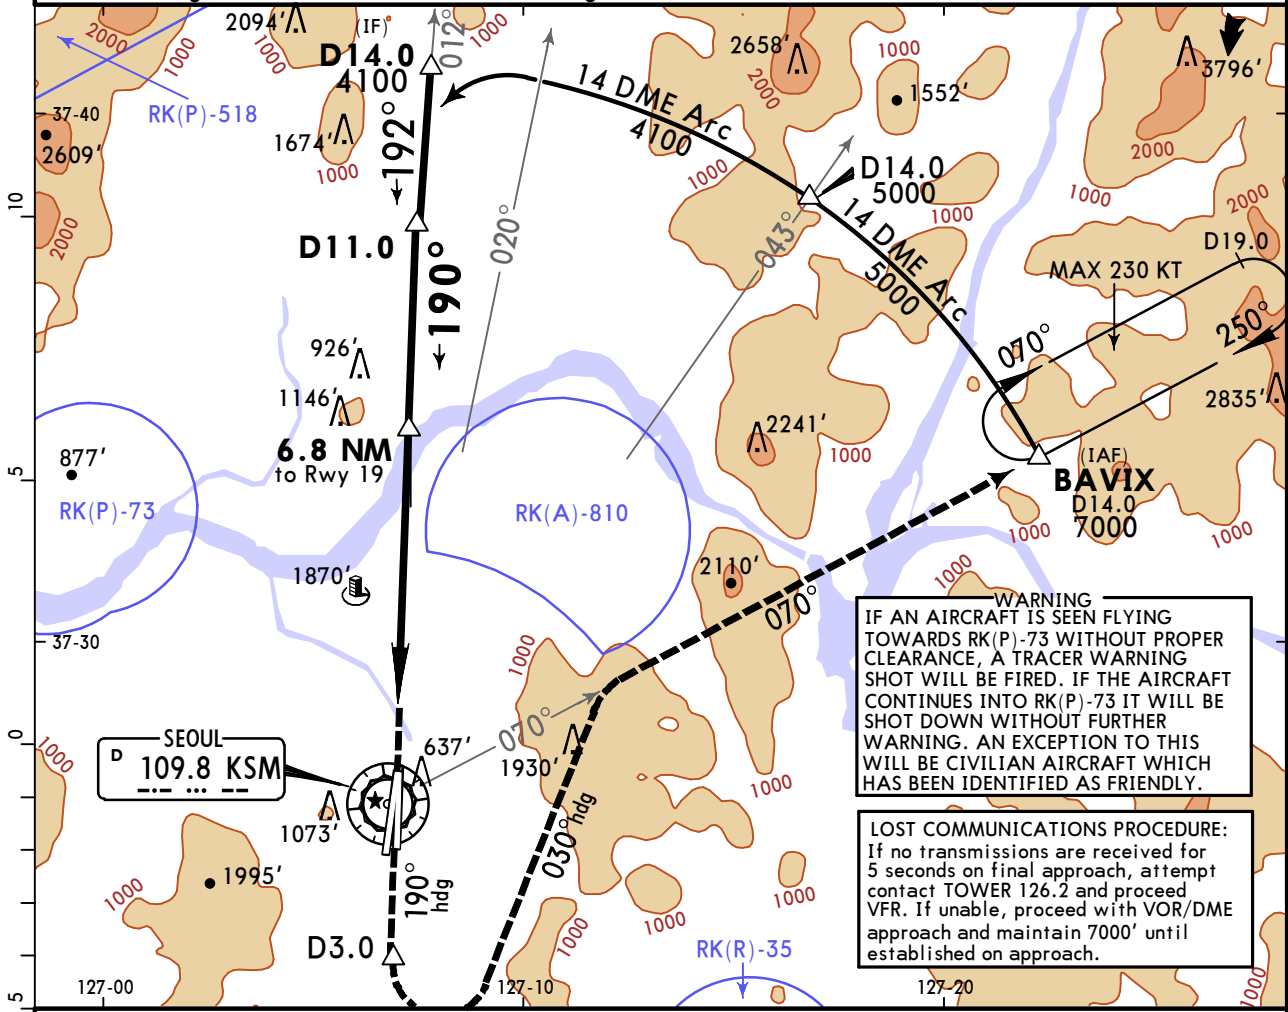 2094'
(IF)
D14.0
4100
012°
1000
2000
1000
1000
RK(P)-518
37-40
2609'
1674'
1000
192°
14 DME Arc
4100
2658'
2000
1000
1552'
3796'
2000
1000
1000
D14.0
5000
1000
2000
10
2000
D11.0
190°
020°
043°
14 DME Arc
5000
D19.0
MAX 230 KT
250°
070°
926'
1146'
2835'
6.8 NM
to Rwy 19
2241'
1000
5
877'
RK(P)-73
RK(A)-810
(IAF)
BAVIX
D14.0
7000
1000
1000
1870'
2110'
070°
1000
37-30
1000
WARNING
IF AN AIRCRAFT IS SEEN FLYING
TOWARDS RK(P)-73 WITHOUT PROPER
CLEARANCE, A TRACER WARNING
SHOT WILL BE FIRED. IF THE AIRCRAFT
CONTINUES INTO RK(P)-73 IT WILL BE
SHOT DOWN WITHOUT FURTHER
WARNING. AN EXCEPTION TO THIS
WILL BE CIVILIAN AIRCRAFT WHICH
HAS BEEN IDENTIFIED AS FRIENDLY.
0
1000
SEOUL
D
109.8 KSM
637'
070°
1930'
1000
1073'
030° hdg
1995'
1000
190°
hdg
1000
1000
1000
LOST COMMUNICATIONS PROCEDURE:
If no transmissions are received for
5 seconds on final approach, attempt
contact TOWER 126.2 and proceed
VFR. If unable, proceed with VOR/DME
approach and maintain 7000' until
established on approach.
D3.0
RK(R)-35
5
127-00
127-10
127-20
1000